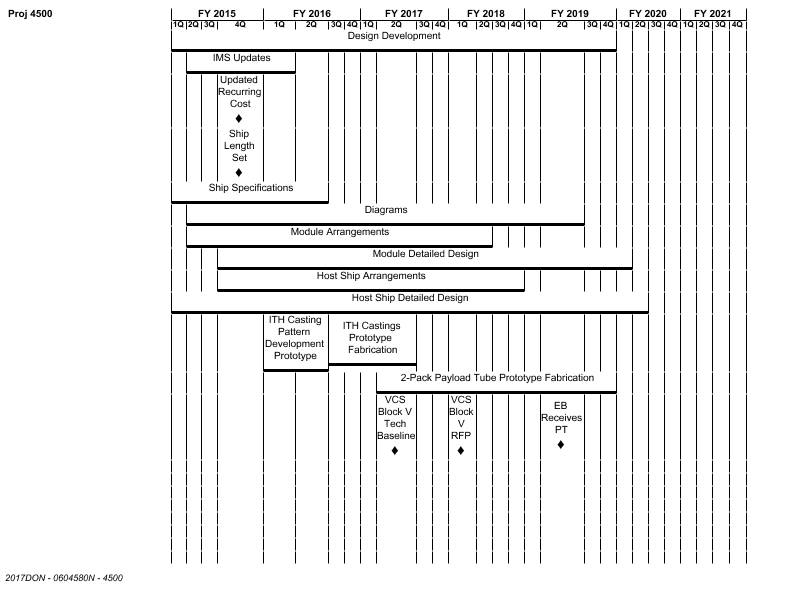 Proj 4500
FY 2015 FY 2016 FY 2017 FY 2018 FY 2019 FY 2020 FY 2021
1Q 2Q 3Q 4Q 1Q 2Q 3Q 4Q 1Q 2Q 3Q 4Q 1Q 2Q 3Q 4Q 1Q 2Q 3Q 4Q 1Q 2Q 3Q 4Q 1Q 2Q 3Q 4Q
Design Development
IMS Updates
Updated
Recurring
Cost
Ship
Length
Set
Ship Specifications
Diagrams
Module Arrangements
Module Detailed Design
Host Ship Arrangements
Host Ship Detailed Design
ITH Casting
Pattern
Development
Prototype
ITH Castings
Prototype
Fabrication
2-Pack Payload Tube Prototype Fabrication
VCS
Block V
Tech
Baseline
VCS
Block
V
RFP
EB
Receives
PT
2017DON - 0604580N - 4500